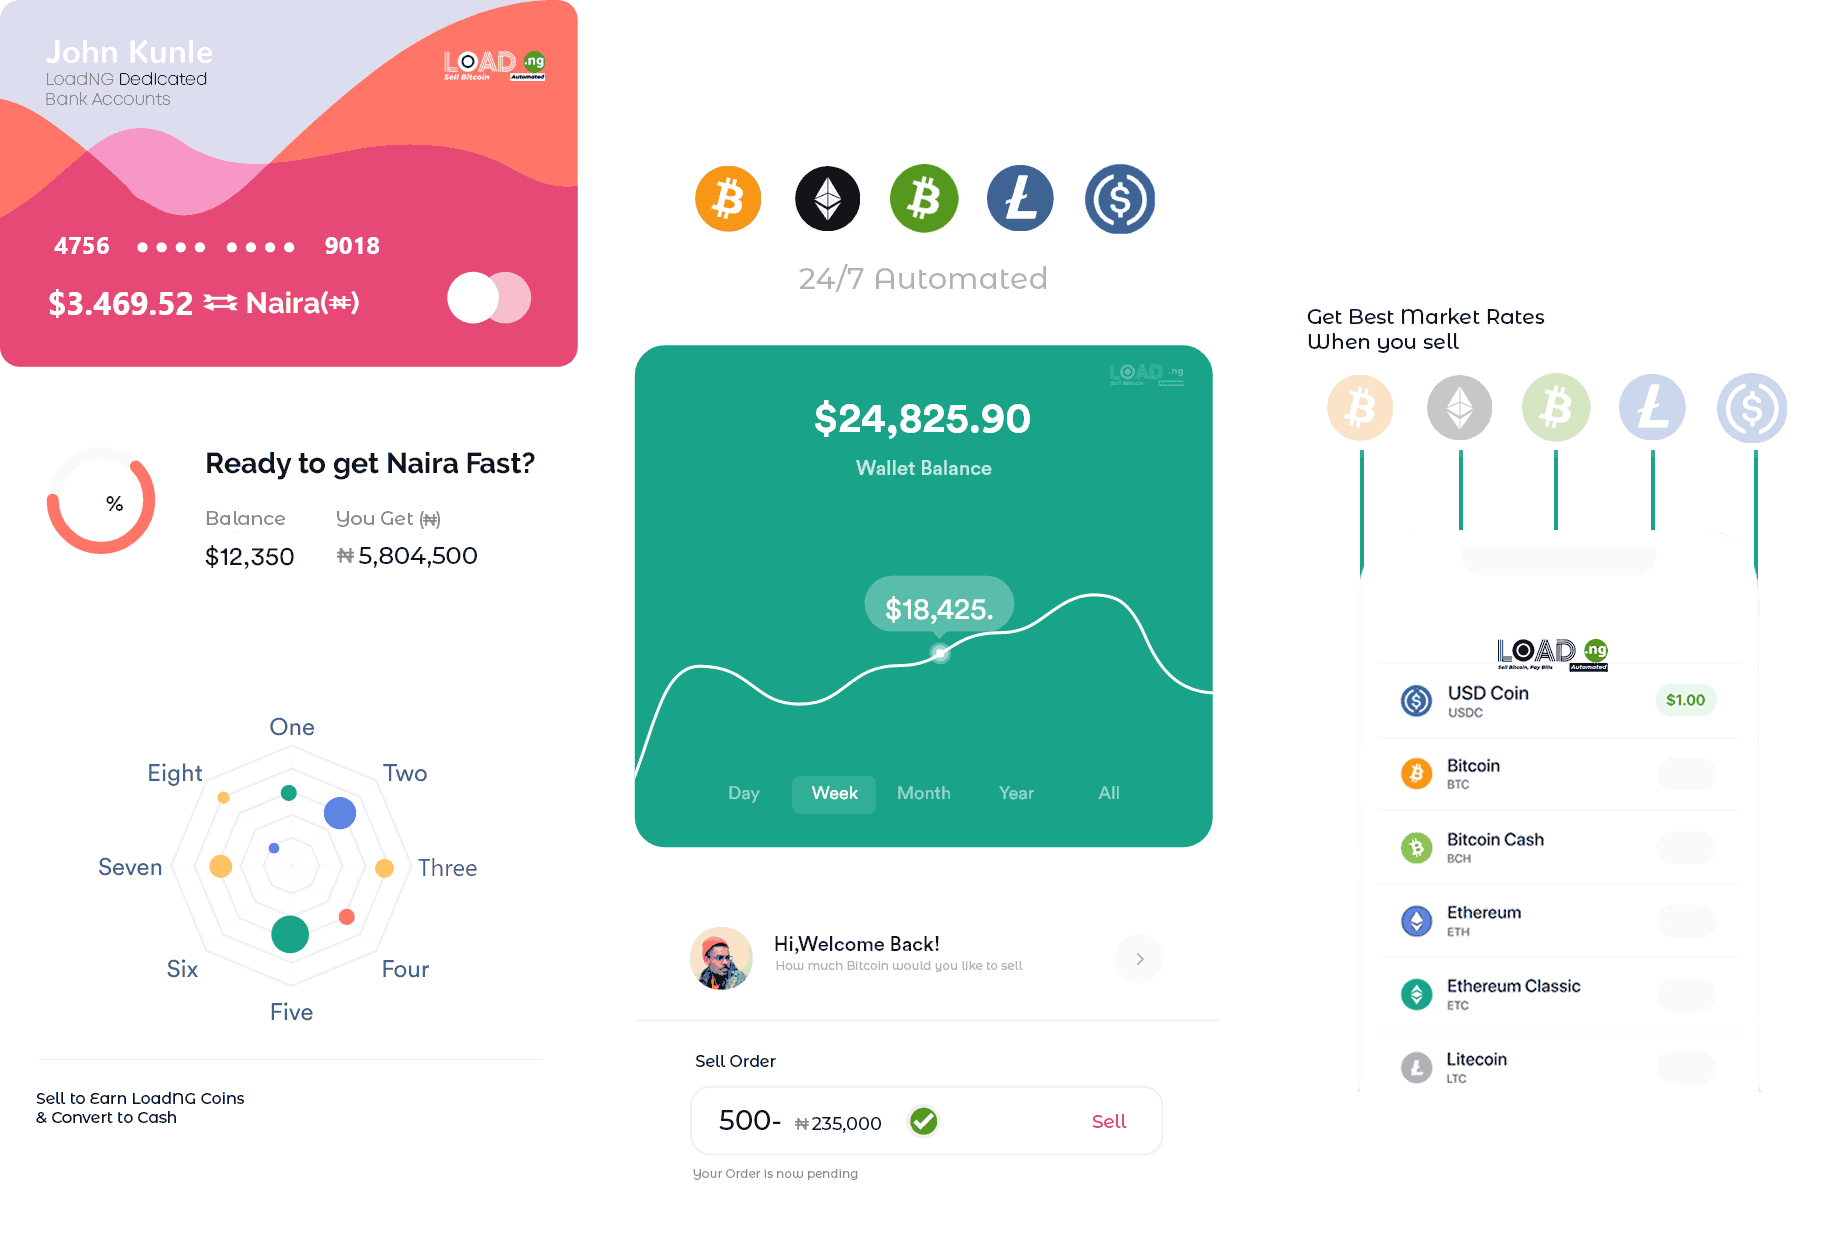 John Kunle
LoadNG Dedicated
Bank Accounts
LOAD .ng
Sell Bitcoin Automated
4756 •••• •••• 9018
$3.469.52 Naira(₦)
Ready to get Naira Fast?
%
Balance You Get (₦)
$12,350 ₦ 5,804,500
One
Two
Three
Four
Five
Six
Seven
Eight
Sell to Earn LoadNG Coins
& Convert to Cash
24/7 Automated
LOAD .ng
Sell Bitcoin
$24,825.90
Wallet Balance
$18,425.
Day Week Month Year All
Hi,Welcome Back!
How much Bitcoin would you like to sell
Sell Order
500- ₦ 235,000 Sell
Your Order is now pending
Get Best Market Rates
When you sell
LOAD .ng
Sell Bitcoin, Pay Bills Automated
USD Coin
USDC
$1.00
Bitcoin
BTC
Bitcoin Cash
BCH
Ethereum
ETH
Ethereum Classic
ETC
Litecoin
LTC